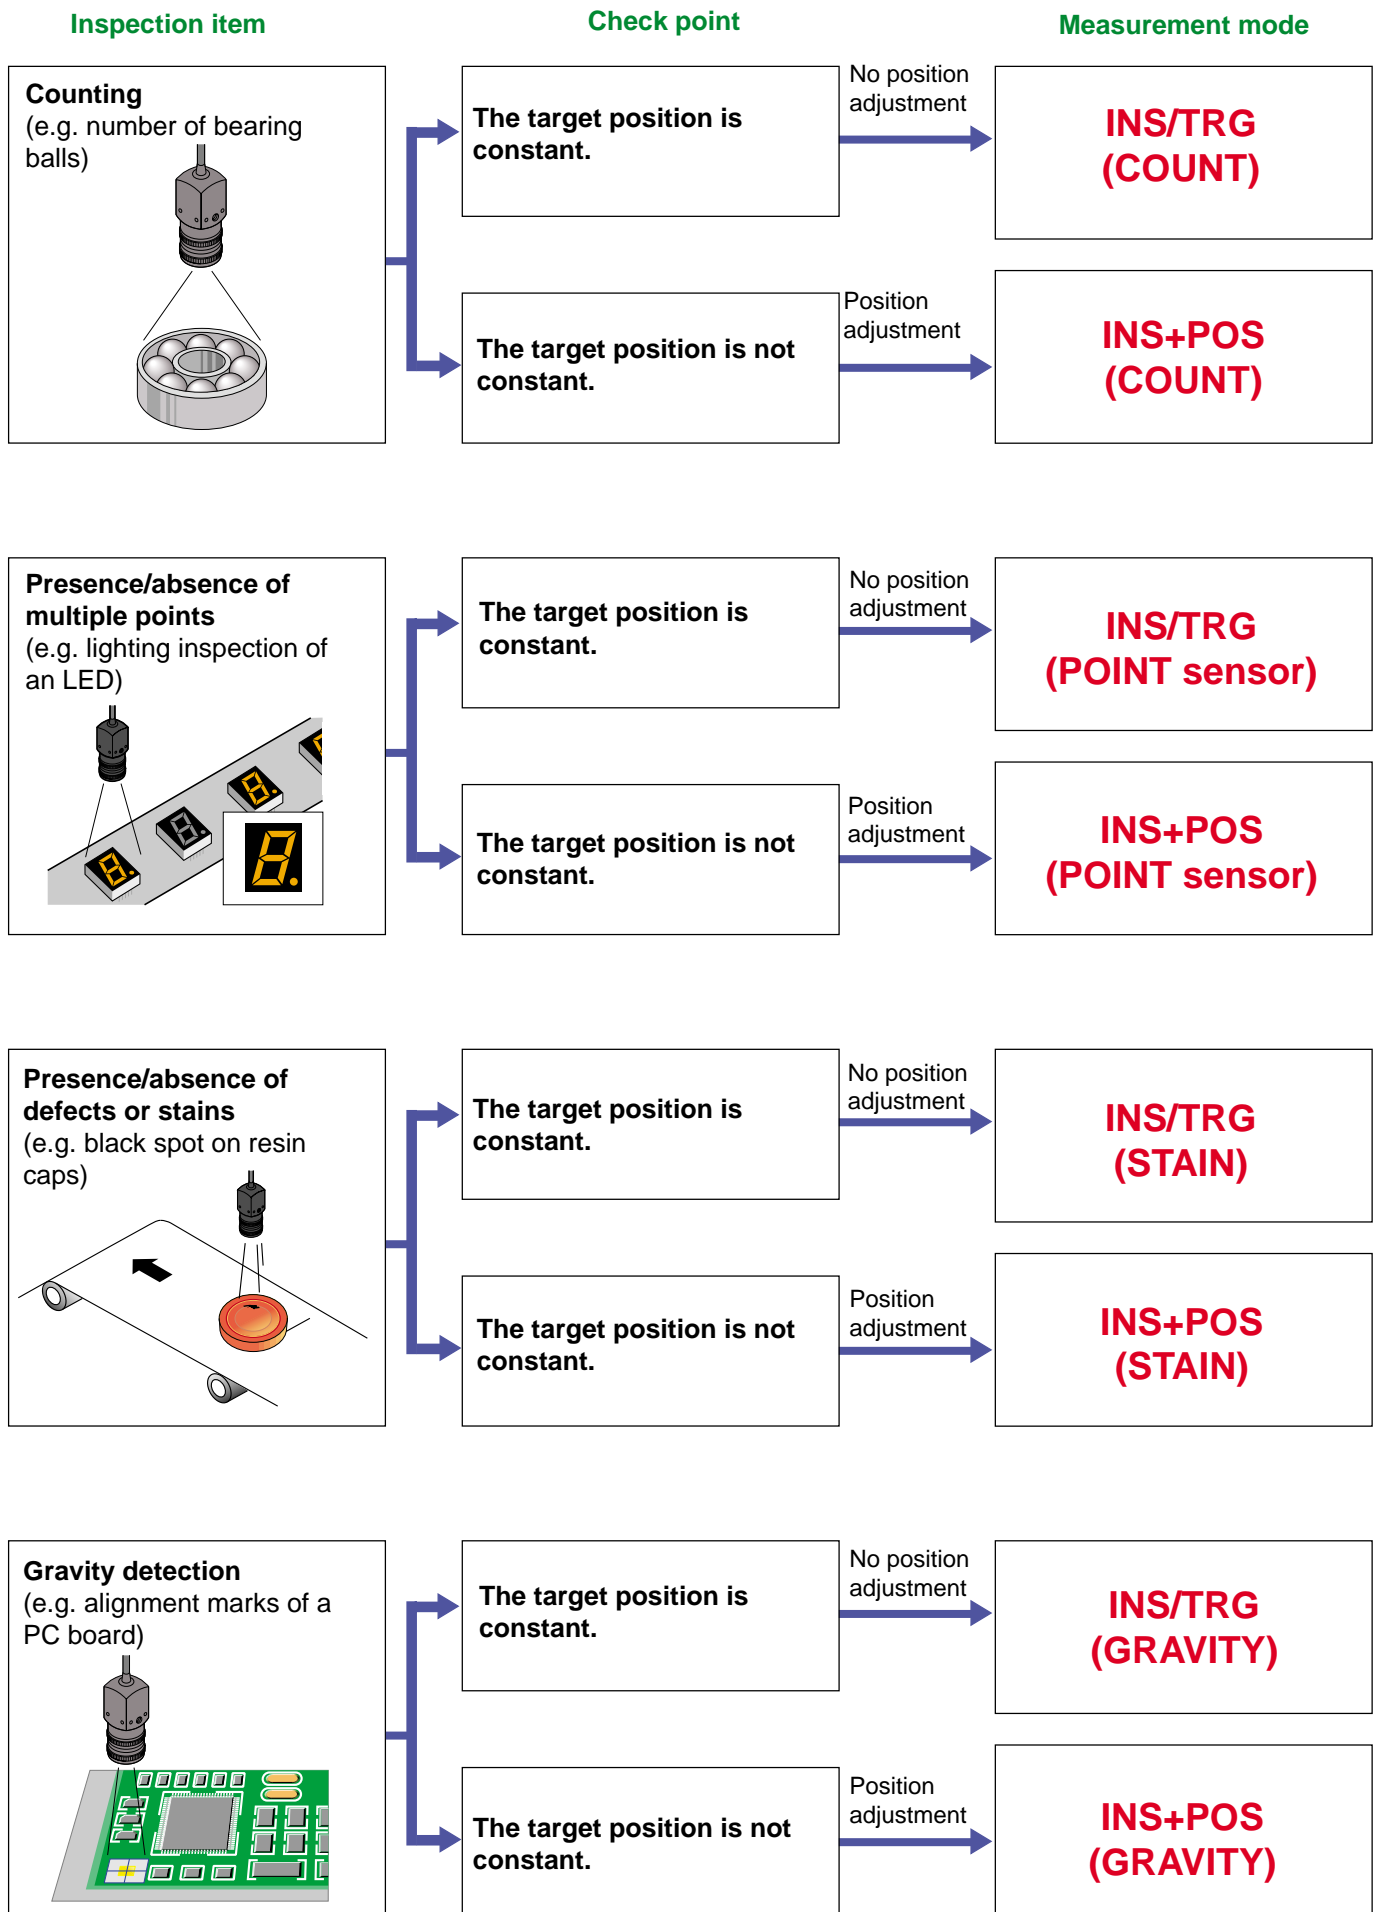 Inspection item
Check point
Measurement mode
Counting
(e.g. number of bearing
balls)
The target position is
constant.
No position
adjustment
INS/TRG
(COUNT)
The target position is not
constant.
Position
adjustment
INS+POS
(COUNT)
Presence/absence of
multiple points
(e.g. lighting inspection of
an LED)
The target position is
constant.
No position
adjustment
INS/TRG
(POINT sensor)
The target position is not
constant.
Position
adjustment
INS+POS
(POINT sensor)
Presence/absence of
defects or stains
(e.g. black spot on resin
caps)
The target position is
constant.
No position
adjustment
INS/TRG
(STAIN)
The target position is not
constant.
Position
adjustment
INS+POS
(STAIN)
Gravity detection
(e.g. alignment marks of a
PC board)
The target position is
constant.
No position
adjustment
INS/TRG
(GRAVITY)
The target position is not
constant.
Position
adjustment
INS+POS
(GRAVITY)